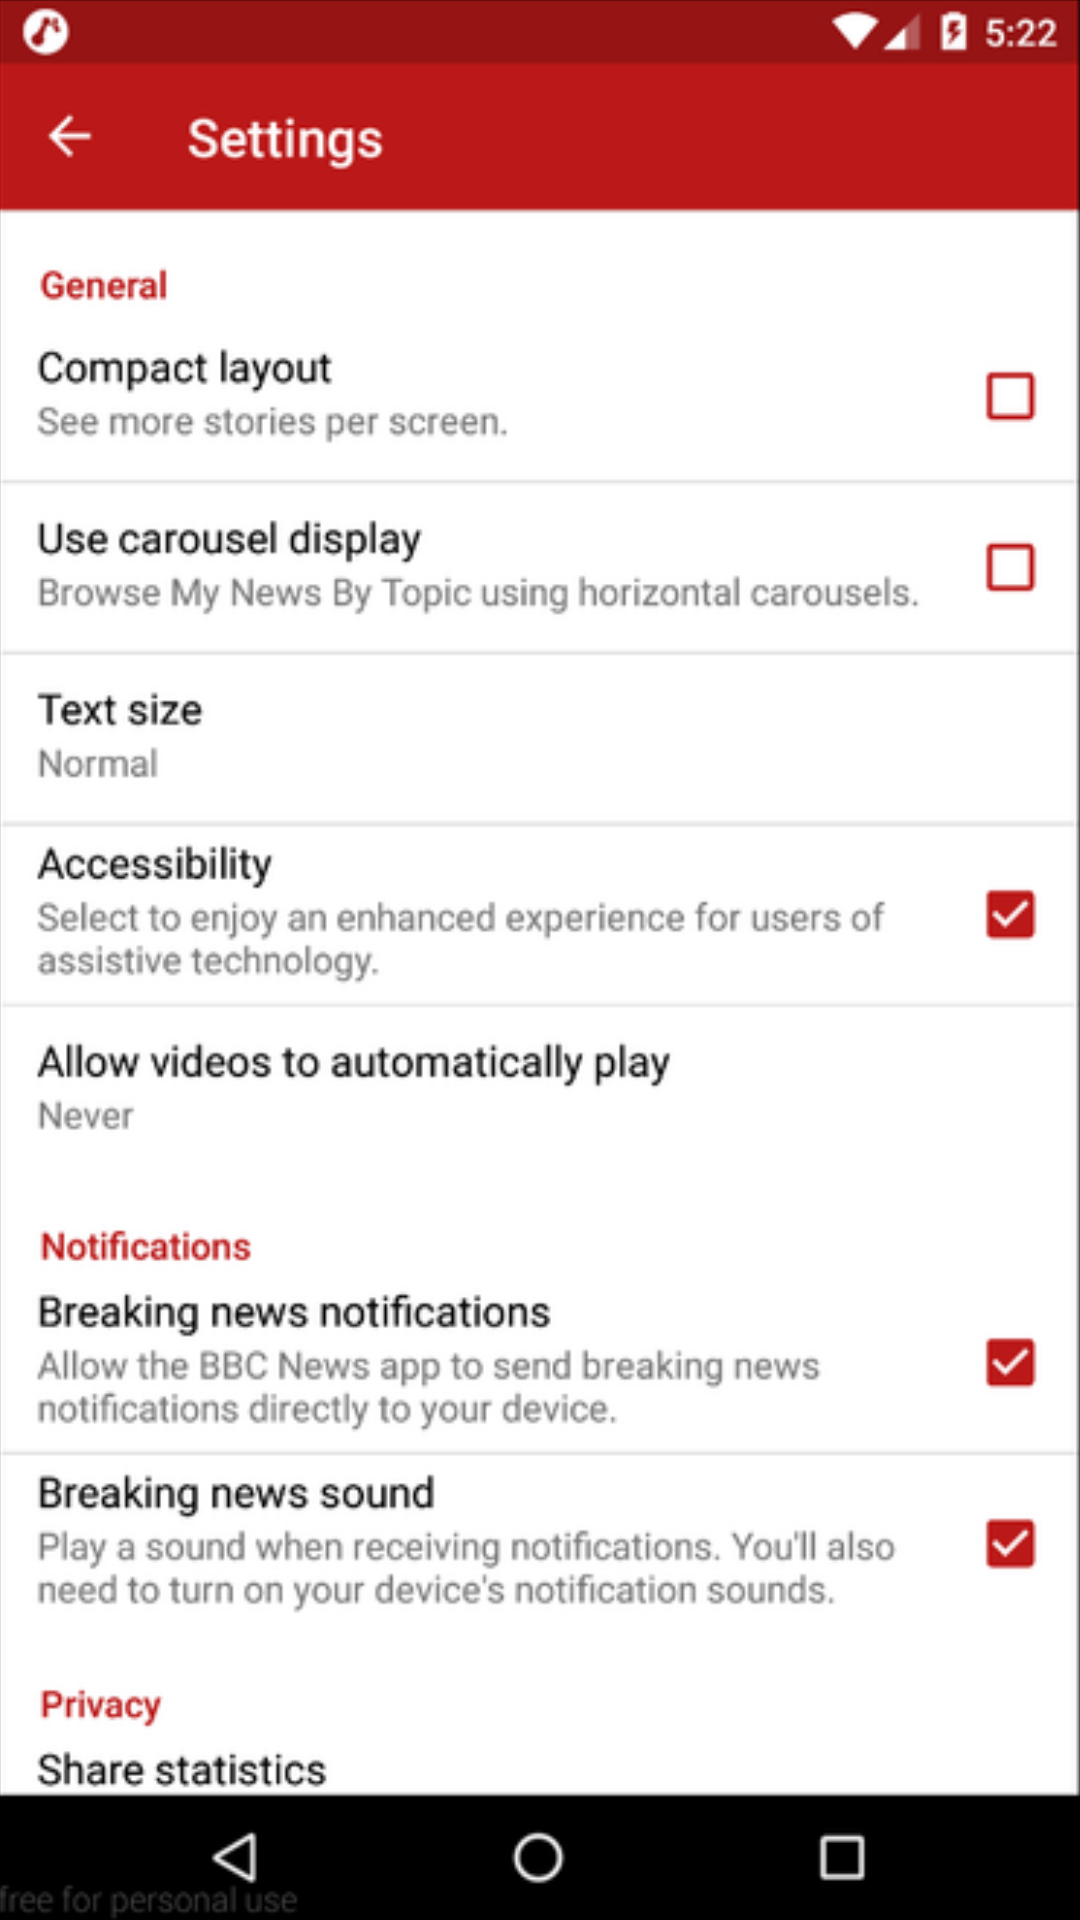 5:22
Settings
General
Compact layout
See more stories per screen.
Use carousel display
Browse My News By Topic using horizontal carousels.
Text size
Normal
Accessibility
Select to enjoy an enhanced experience for users of
assistive technology.
Allow videos to automatically play
Never
Notifications
Breaking news notifications
Allow the BBC News app to send breaking news
notifications directly to your device.
Breaking news sound
Play a sound when receiving notifications. You'll also
need to turn on your device's notification sounds.
Privacy
Share statistics
free for personal use